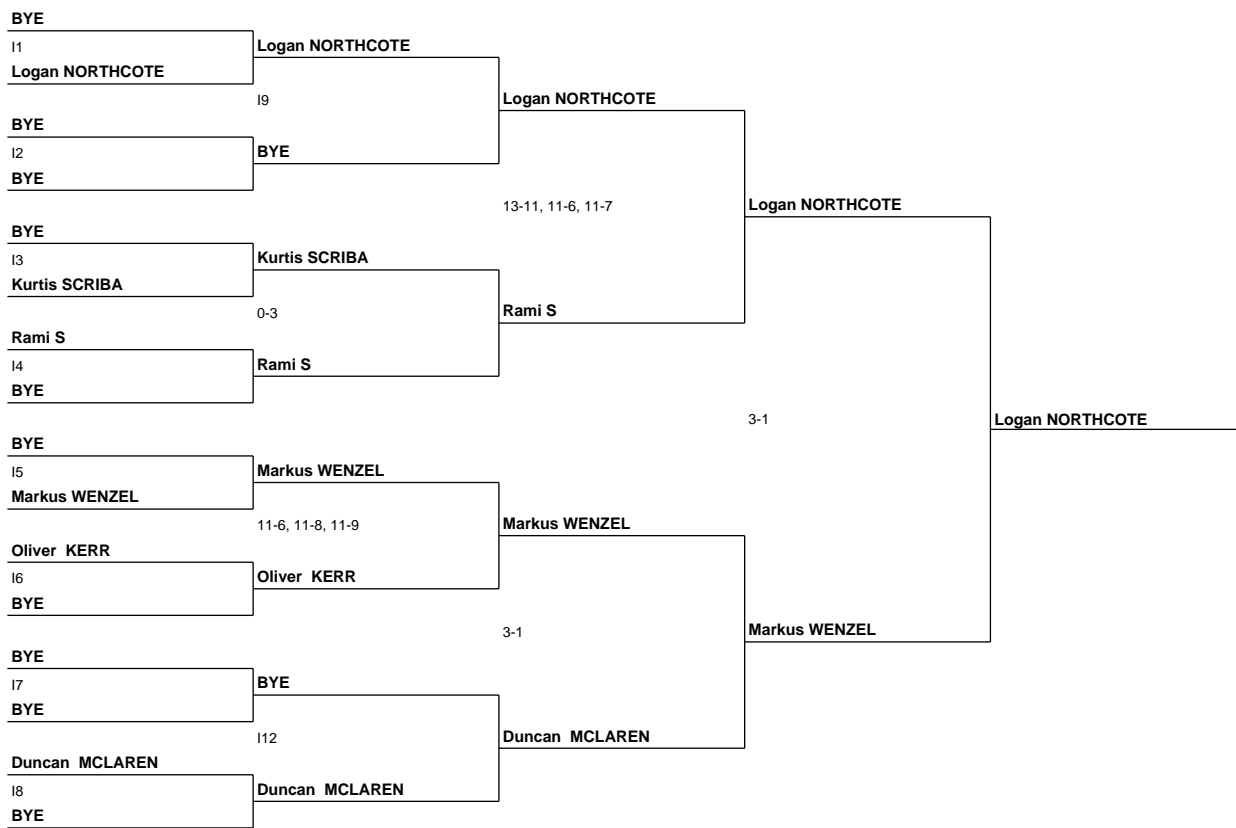 BYE
I1
Logan NORTHCOTE
Logan NORTHCOTE
I9
Logan NORTHCOTE
BYE
I2
BYE
BYE
13-11, 11-6, 11-7
Logan NORTHCOTE
BYE
I3
Kurtis SCRIBA
Kurtis SCRIBA
0-3
Rami S
Rami S
I4
BYE
Rami S
3-1
Logan NORTHCOTE
BYE
I5
Markus WENZEL
Markus WENZEL
11-6, 11-8, 11-9
Markus WENZEL
Oliver  KERR
I6
BYE
Oliver  KERR
3-1
Markus WENZEL
BYE
I7
BYE
BYE
I12
Duncan  MCLAREN
Duncan  MCLAREN
I8
BYE
Duncan  MCLAREN